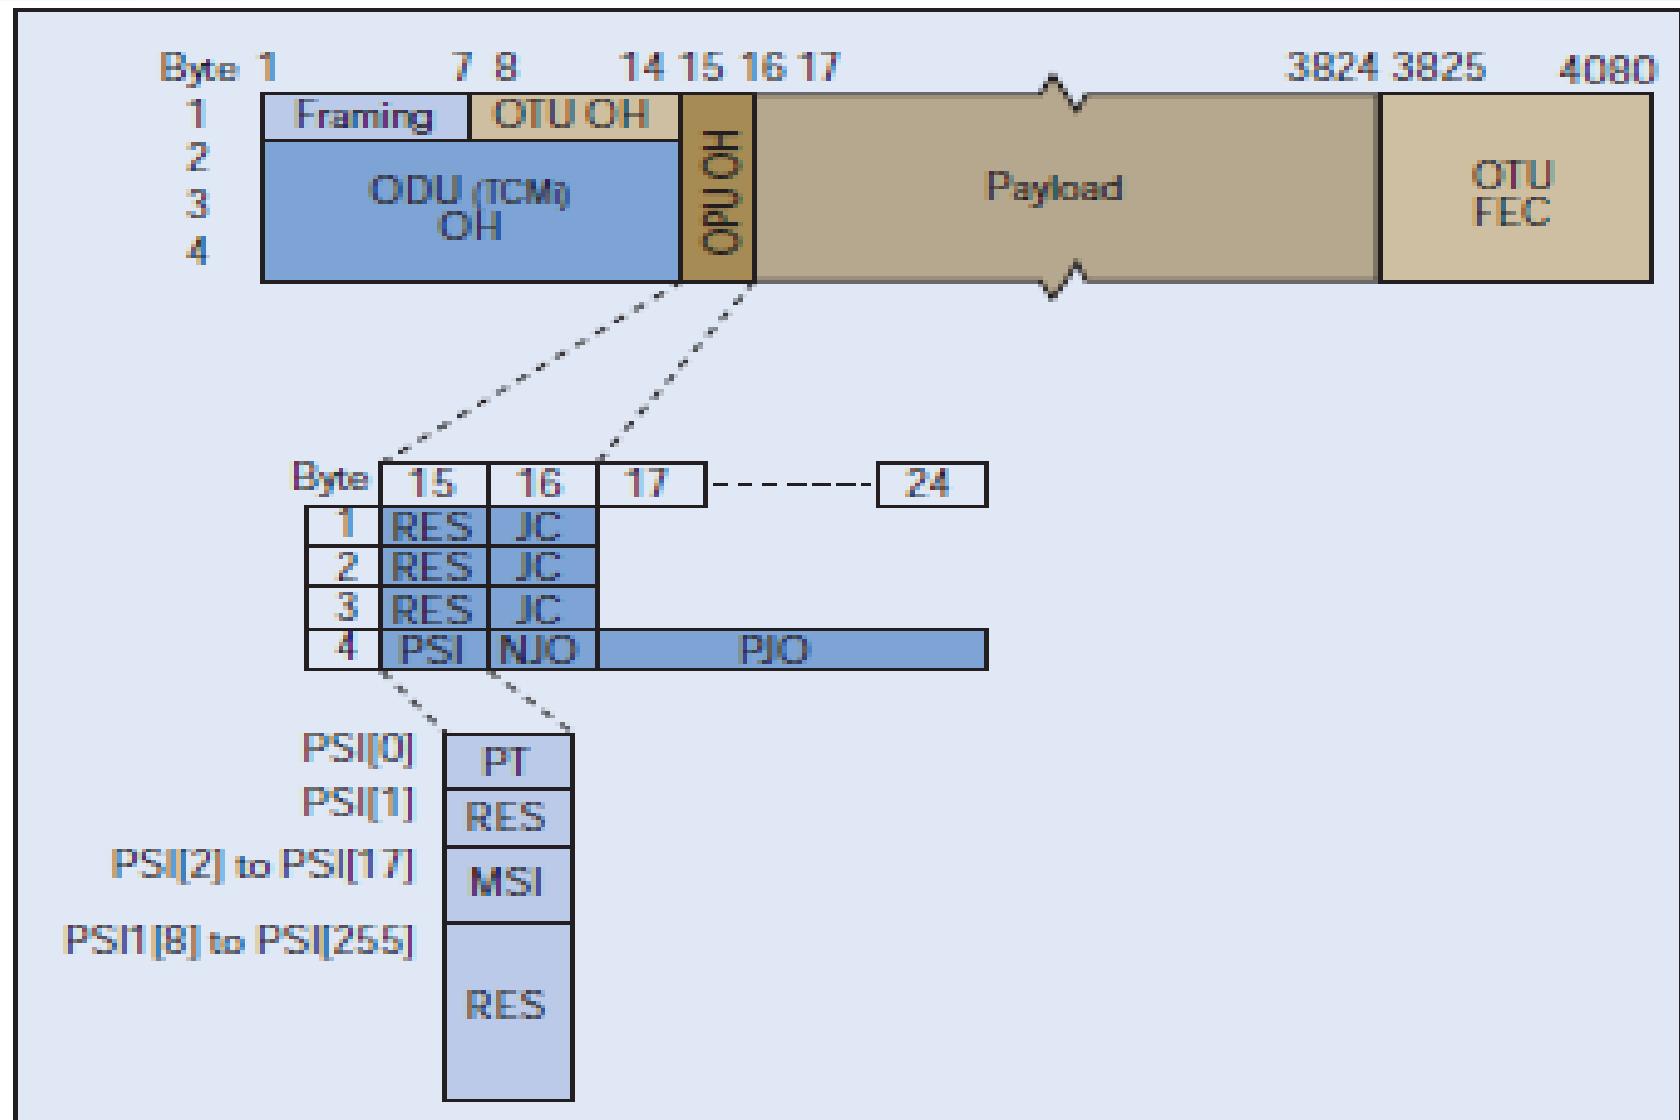 Byte 1 7 8 14 15 16 17 3824 3825 4080
1 Framing OTU OH
2
3
4
ODU (TCMi)
OH
OPU OH
Payload
OTU
FEC
Byte 15 16 17 24
1 RES JC
2 RES JC
3 RES JC
4 PSI NJO PJO
PSI[0] PT
PSI[1] RES
PSI[2] to PSI[17] MSI
PSI1[8] to PSI[255]
RES